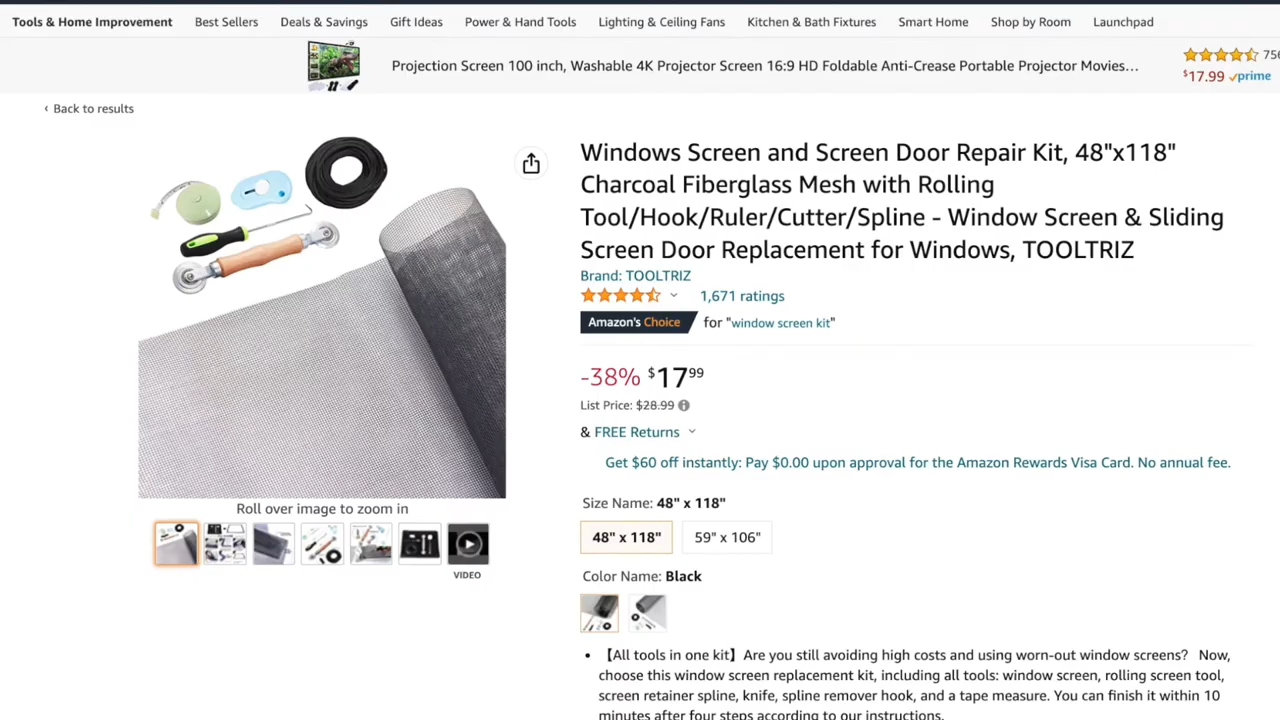 Tools & Home Improvement Best Sellers Deals & Savings Gift Ideas Power & Hand Tools Lighting & Ceiling Fans Kitchen & Bath Fixtures Smart Home Shop by Room Launchpad
Projection Screen 100 inch, Washable 4K Projector Screen 16:9 HD Foldable Anti-Crease Portable Projector Movies…
756
$17.99 prime
‹ Back to results
Windows Screen and Screen Door Repair Kit, 48"x118"
Charcoal Fiberglass Mesh with Rolling
Tool/Hook/Ruler/Cutter/Spline - Window Screen & Sliding
Screen Door Replacement for Windows, TOOLTRIZ
Brand: TOOLTRIZ
1,671 ratings
Amazon's Choice for "window screen kit"
-38% $17 99
List Price: $28.99
& FREE Returns
Get $60 off instantly: Pay $0.00 upon approval for the Amazon Rewards Visa Card. No annual fee.
Roll over image to zoom in
VIDEO
Size Name: 48" x 118"
48" x 118" 59" x 106"
Color Name: Black
• 【All tools in one kit】Are you still avoiding high costs and using worn-out window screens? Now,
choose this window screen replacement kit, including all tools: window screen, rolling screen tool,
screen retainer spline, knife, spline remover hook, and a tape measure. You can finish it within 10
minutes after four steps according to our instructions.